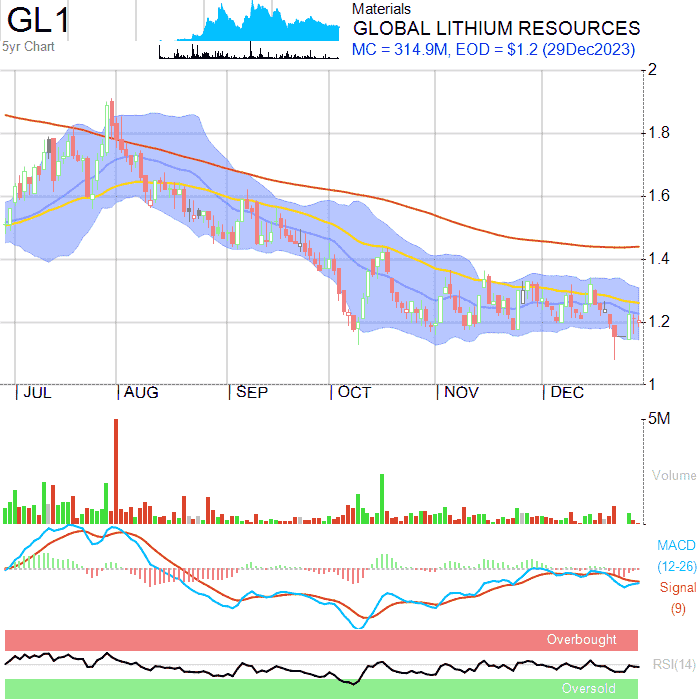 GL1
5yr Chart
Materials
GLOBAL LITHIUM RESOURCES
MC = 314.9M, EOD = $1.2 (29Dec2023)
2
1.8
1.6
1.4
1.2
1
JUL AUG SEP OCT NOV DEC
5M
Volume
MACD
(12-26)
Signal
(9)
Overbought
RSI(14)
Oversold